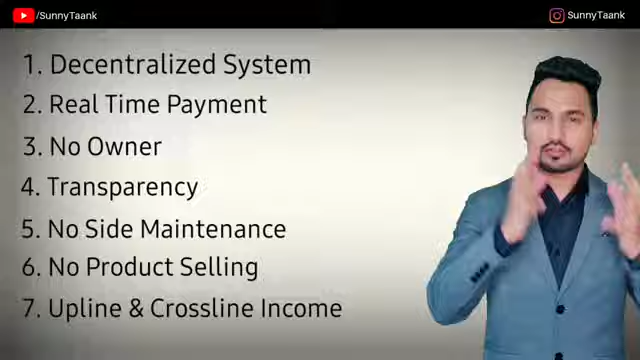 /SunnyTaank
SunnyTaank
1. Decentralized System
2. Real Time Payment
3. No Owner
4. Transparency
5. No Side Maintenance
6. No Product Selling
7. Upline & Crossline Income